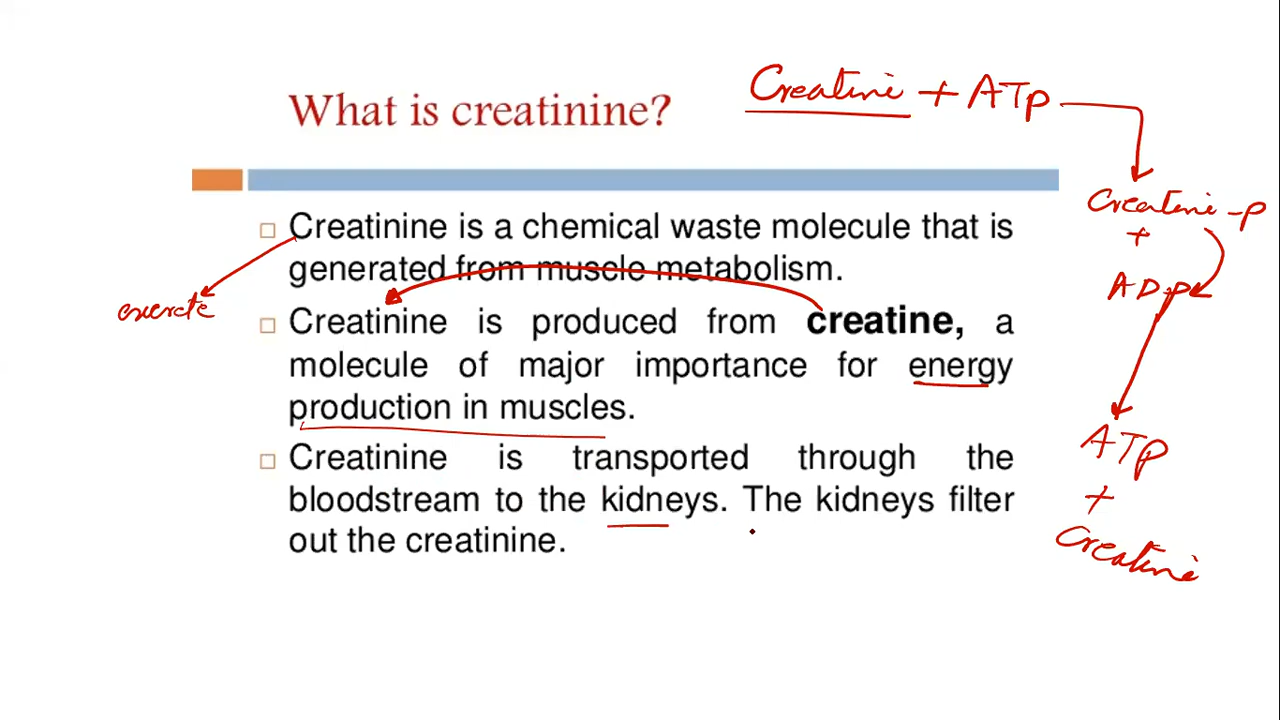 What is creatinine?
Creatine + ATP
Creatinine is a chemical waste molecule that is
generated from muscle metabolism.
Creatine -P
+
ADP
excrete
Creatinine is produced from creatine, a
molecule of major importance for energy
production in muscles.
ATP
+
Creatine
Creatinine is transported through the
bloodstream to the kidneys. The kidneys filter
out the creatinine.